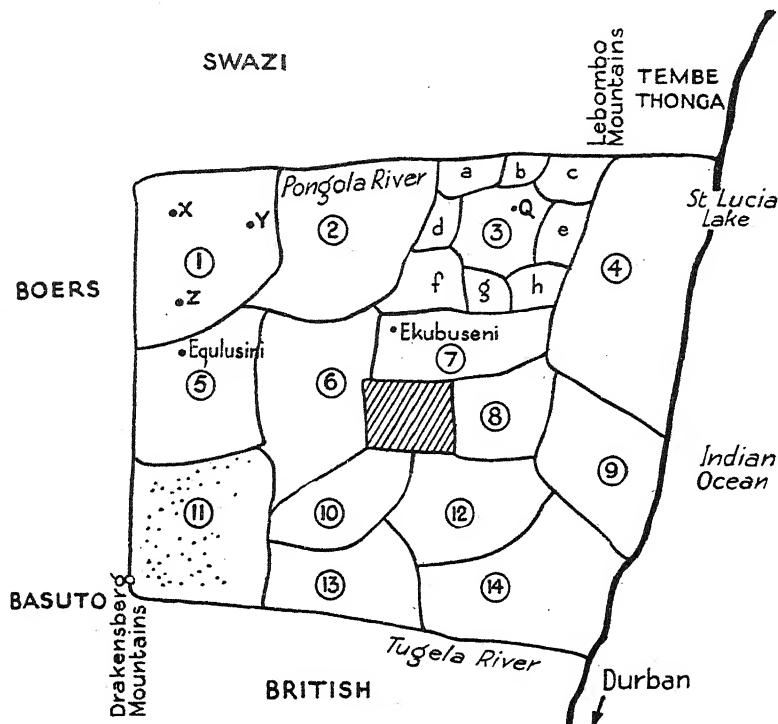 SWAZI
Lebombo
Mountains
TEMBE
THONGA
a
b
c
Pongola River
X
Y
Q
St. Lucia
Lake
d
e
1
2
3
4
BOERS
Z
f
g
h
Equlusini
Ekubuseni
5
6
7
8
9
Indian
Ocean
11
10
12
13
14
BASUTO
Drakensberg
Mountains
Tugela River
BRITISH
Durban